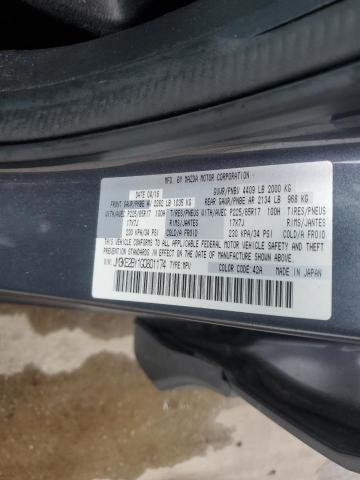 MFD. BY MAZDA MOTOR CORPORATION
DATE 04/16 GVWR/PNBV 4409 LB 2000 KG
FRONT GAWR/PNBE AV 2282 LB 1035 KG REAR GAWR/PNBE AR 2134 LB 968 KG
WITH/AVEC P225/65R17 100H TIRES/PNEUS WITH/AVEC P225/65R17 100H TIRES/PNEUS
17X7J RIMS/JANTES 17X7J RIMS/JANTES
230 KPA/34 PSI COLD/A FROID 230 KPA/34 PSI COLD/A FROID
THIS VEHICLE CONFORMS TO ALL APPLICABLE FEDERAL MOTOR VEHICLE
SAFETY, BUMPER, AND THEFT PREVENTION STANDARDS
IN EFFECT ON THE DATE OF MANUFACTURE SHOWN ABOVE.
TYPE:MPV COLOR CODE 42A MADE IN JAPAN